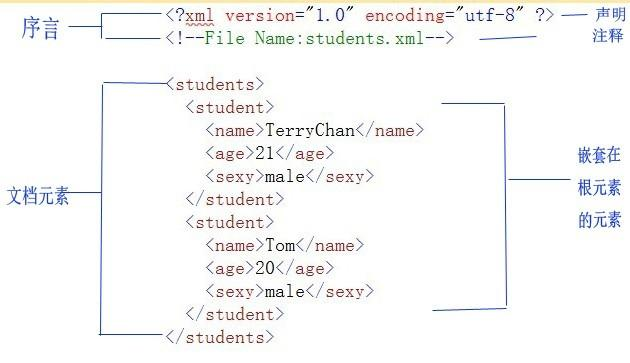 序言
<?xml version="1.0" encoding="utf-8" ?> 声明
<!--File Name:students.xml--> 注释
<students>
<student>
<name>TerryChan</name>
<age>21</age>
<sexy>male</sexy>
</student>
<student>
<name>Tom</name>
<age>20</age>
<sexy>male</sexy>
</student>
</students>
文档元素
嵌套在
根元素
的元素